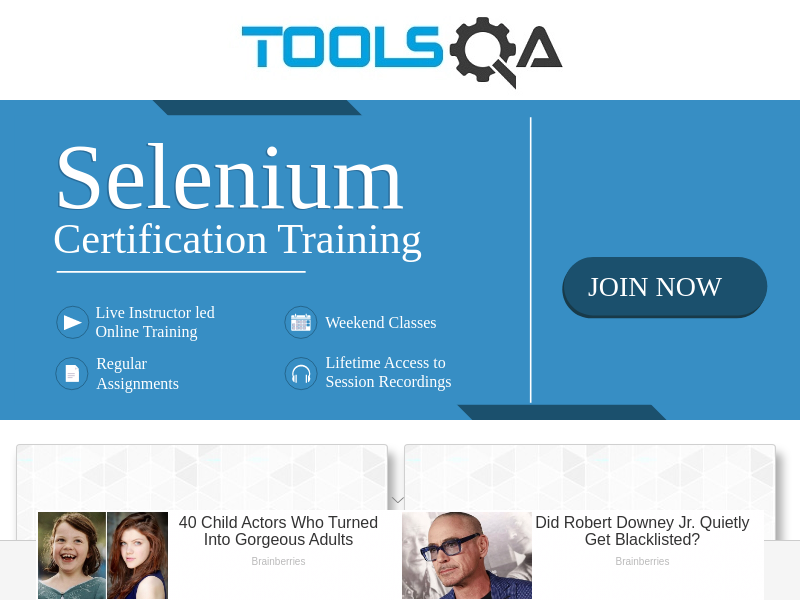 TOOLSQA
Selenium
Certification Training
Live Instructor led
Online Training
Weekend Classes
Regular
Assignments
Lifetime Access to
Session Recordings
JOIN NOW
40 Child Actors Who Turned
Into Gorgeous Adults
Brainberries
Did Robert Downey Jr. Quietly
Get Blacklisted?
Brainberries